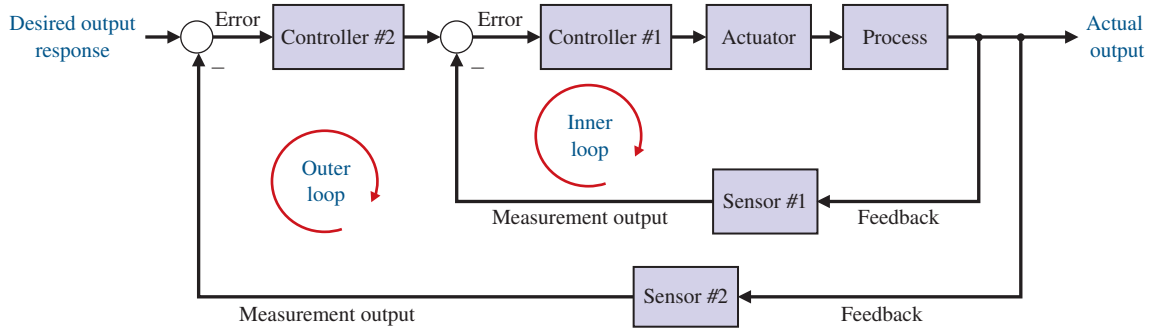 Desired output
response
Error
Controller #2
Error
Controller #1
Actuator
Process
Actual
output
–
–
Inner
loop
Outer
loop
Sensor #1
Measurement output
Feedback
Sensor #2
Measurement output
Feedback